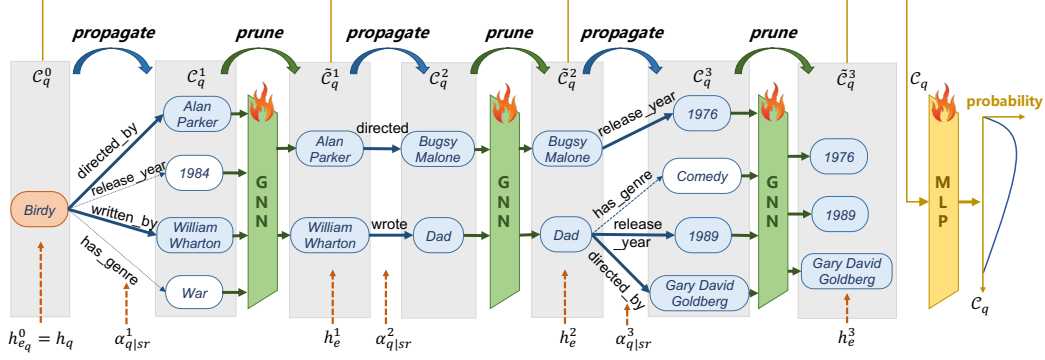 propagate
prune
propagate
prune
propagate
prune
C_q^0
C_q^1
C̃_q^1
C_q^2
C̃_q^2
C_q^3
C̃_q^3
C_q
probability
Birdy
directed_by
release_year
written_by
has_genre
Alan
Parker
1984
William
Wharton
War
GNN
Alan
Parker
William
Wharton
directed
wrote
Bugsy
Malone
Dad
GNN
Bugsy
Malone
Dad
release_year
has_genre
release
_year
directed_by
1976
Comedy
1989
Gary David
Goldberg
GNN
1976
1989
Gary David
Goldberg
MLP
C_q
h_{e_q}^0 = h_q
α_{q|sr}^1
h_e^1
α_{q|sr}^2
h_e^2
α_{q|sr}^3
h_e^3